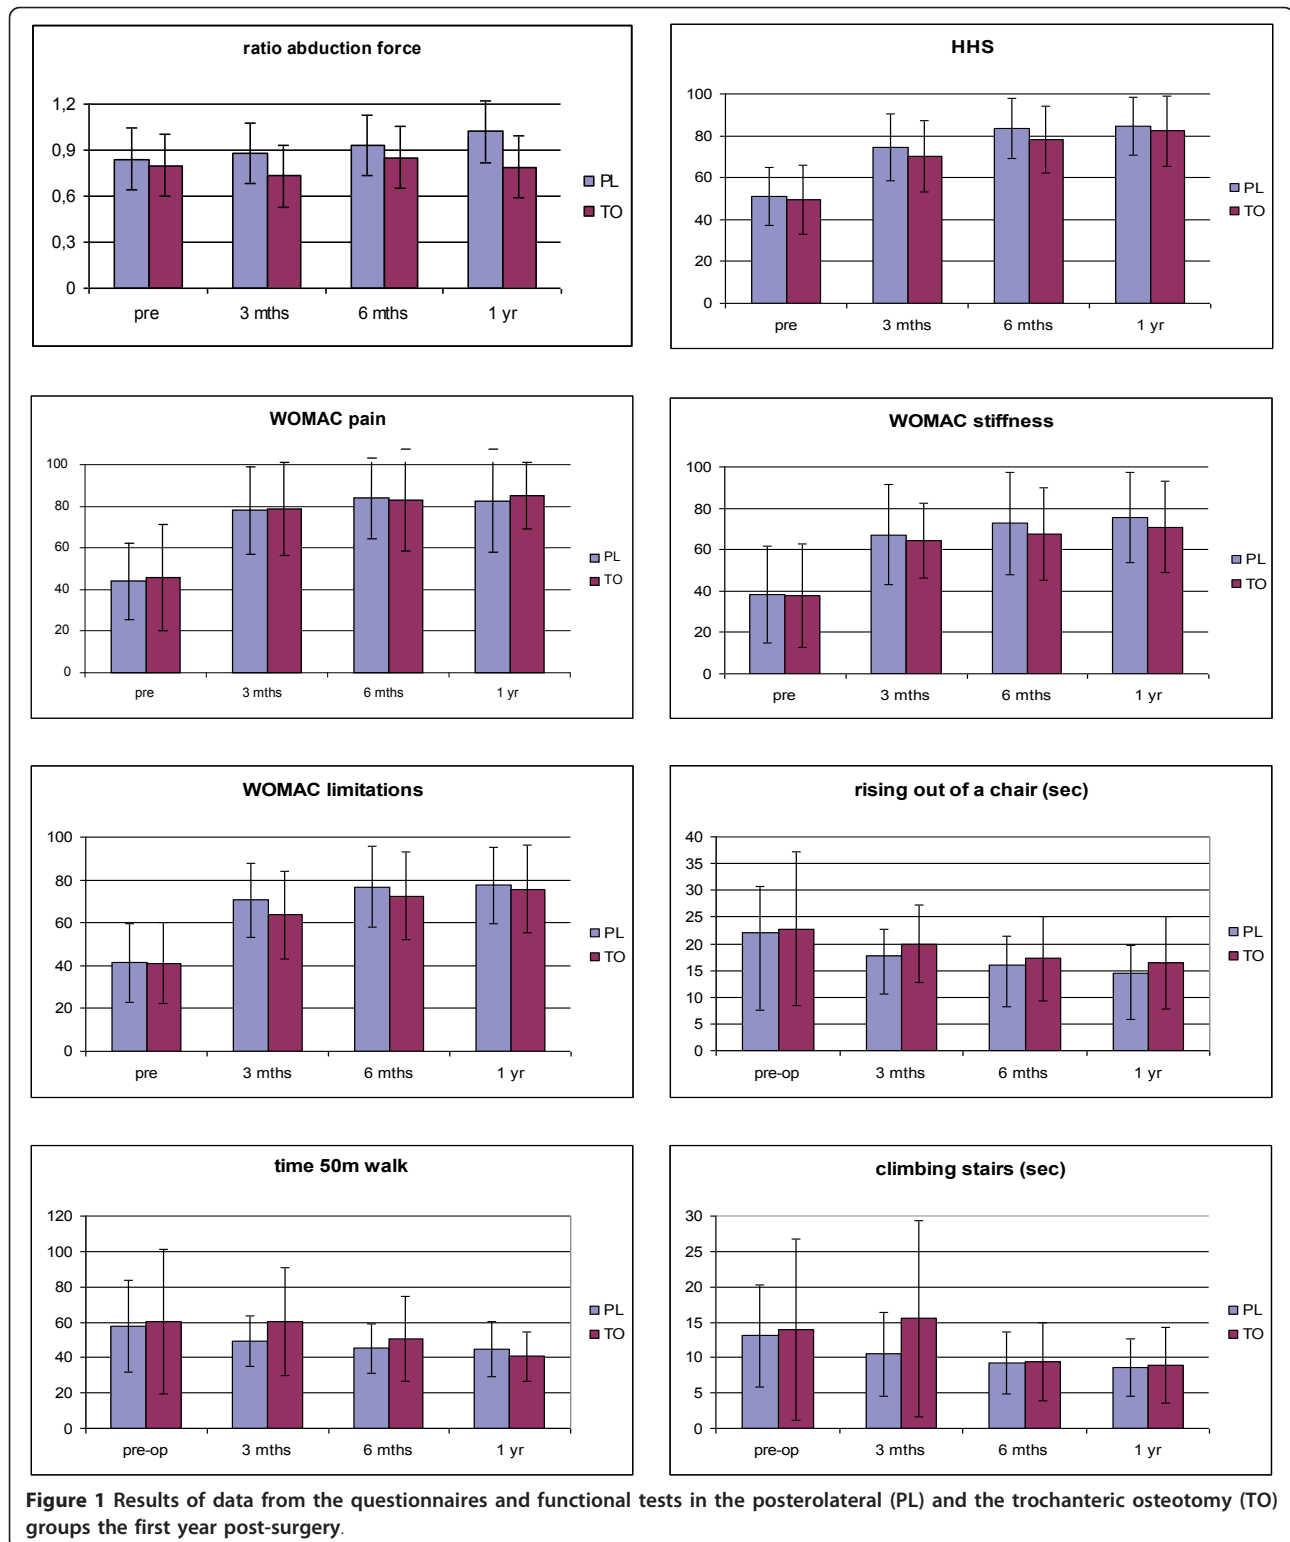 ratio abduction force
1,2
0,9
0,6
0,3
0
pre 3 mths 6 mths 1 yr
PL
TO
HHS
100
80
60
40
20
0
pre 3 mths 6 mths 1 yr
PL
TO
WOMAC pain
100
80
60
40
20
0
pre 3 mths 6 mths 1 yr
PL
TO
WOMAC stiffness
100
80
60
40
20
0
pre 3 mths 6 mths 1 yr
PL
TO
WOMAC limitations
100
80
60
40
20
0
pre 3 mths 6 mths 1 yr
PL
TO
rising out of a chair (sec)
40
35
30
25
20
15
10
5
0
pre-op 3 mths 6 mths 1 yr
PL
TO
time 50m walk
120
100
80
60
40
20
0
pre-op 3 mths 6 mths 1 yr
PL
TO
climbing stairs (sec)
30
25
20
15
10
5
0
pre-op 3 mths 6 mths 1 yr
PL
TO
Figure 1 Results of data from the questionnaires and functional tests in the posterolateral (PL) and the trochanteric osteotomy (TO)
groups the first year post-surgery.